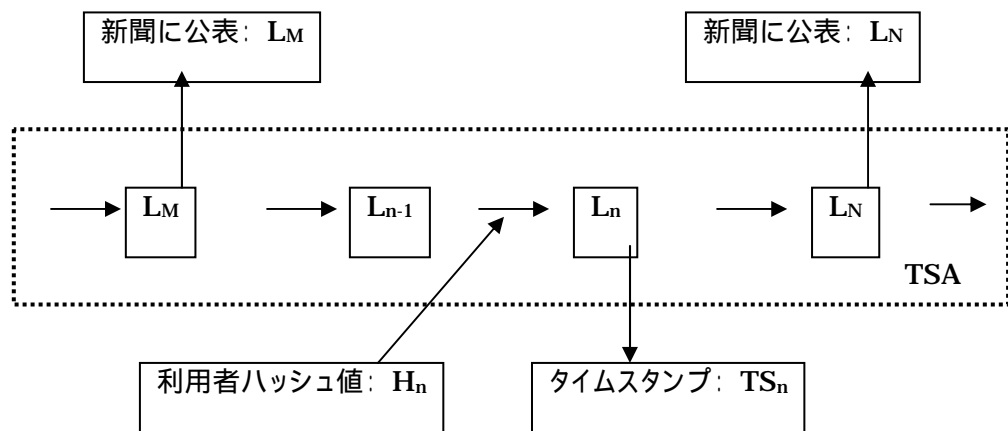 新聞に公表: LM
新聞に公表: LN
LM
Ln-1
Ln
LN
TSA
利用者ハッシュ値: Hn
タイムスタンプ: TSn